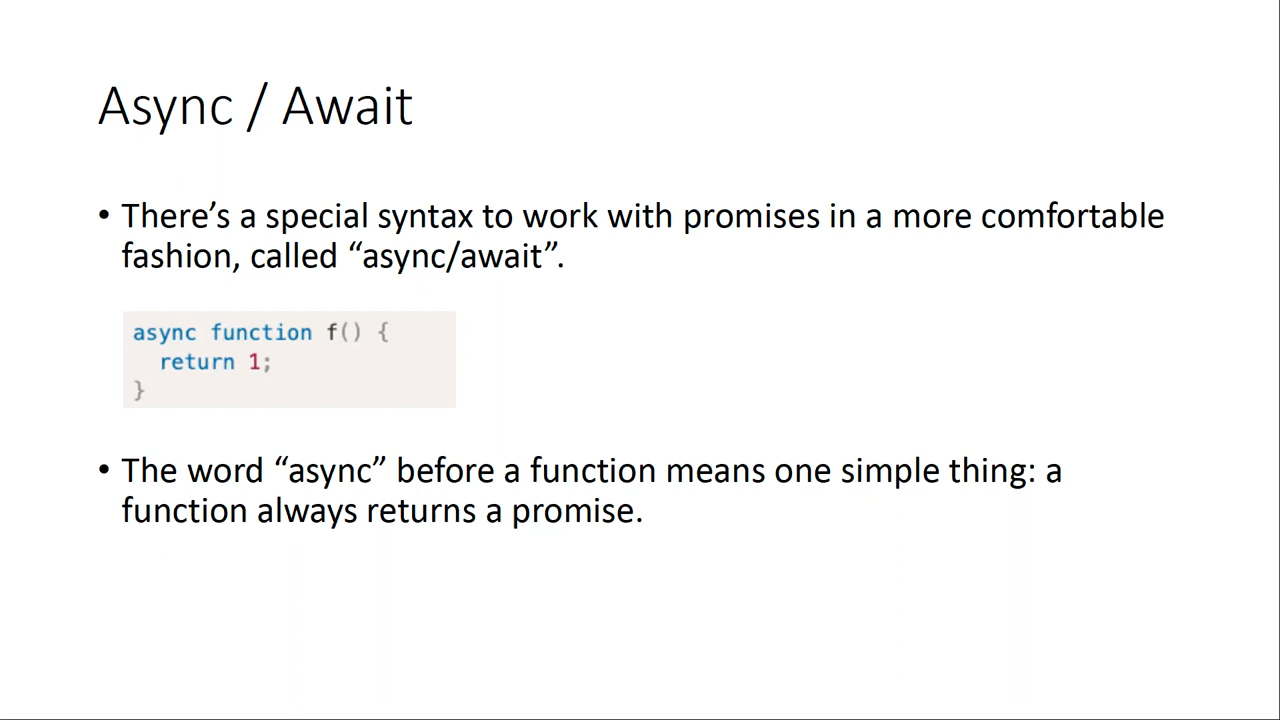 Async / Await
• There’s a special syntax to work with promises in a more comfortable
fashion, called “async/await”.
async function f() {
  return 1;
}
• The word “async” before a function means one simple thing: a
function always returns a promise.